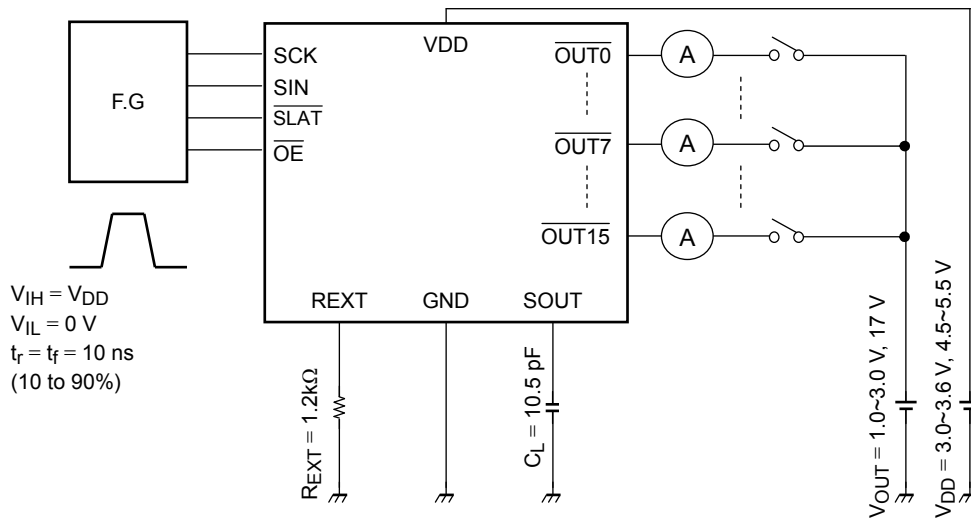 F.G
SCK
SIN
SLAT
OE
VDD
OUT0
OUT7
OUT15
A
A
A
REXT
GND
SOUT
VIH = VDD
VIL = 0 V
tr = tf = 10 ns
(10 to 90%)
REXT = 1.2kΩ
CL = 10.5 pF
VOUT = 1.0~3.0 V, 17 V
VDD = 3.0~3.6 V, 4.5~5.5 V